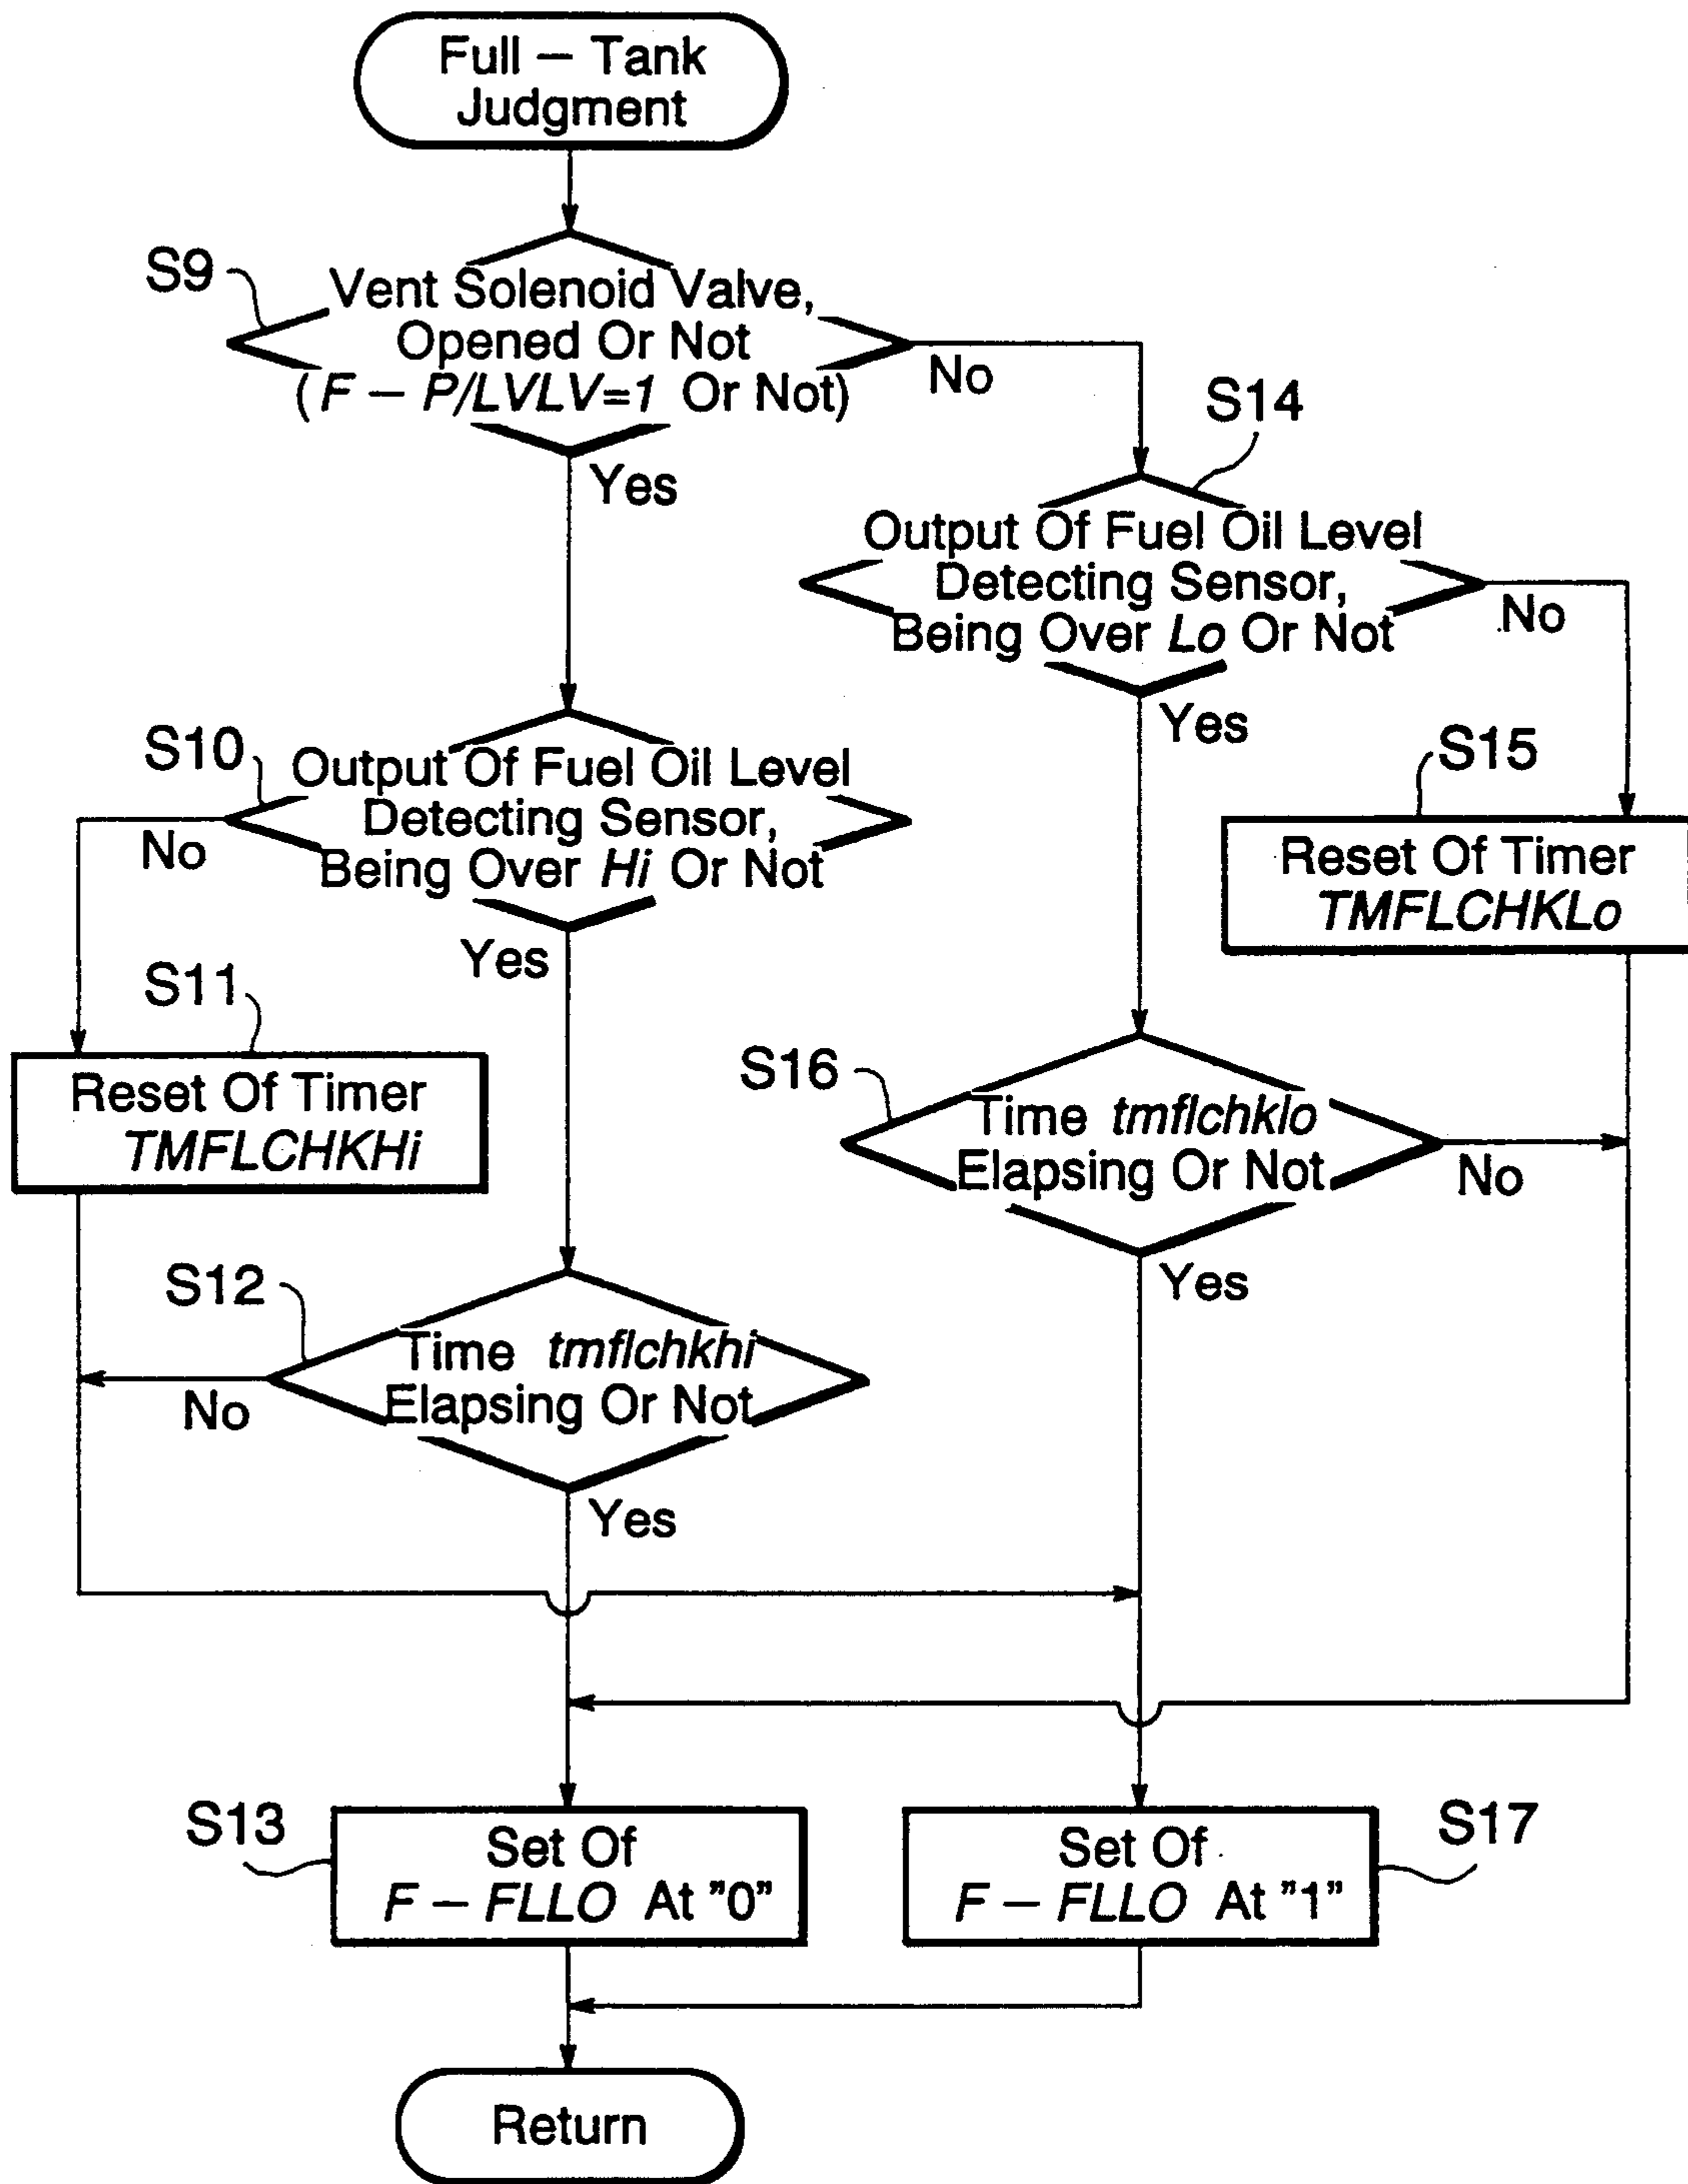 Full – Tank
Judgment
S9
Vent Solenoid Valve,
Opened Or Not
(F – P/LVLV=1 Or Not)
No
Yes
S14
Output Of Fuel Oil Level
Detecting Sensor,
Being Over Lo Or Not
No
Yes
S10
Output Of Fuel Oil Level
Detecting Sensor,
Being Over Hi Or Not
No
Yes
S15
Reset Of Timer
TMFLCHKLo
S11
Reset Of Timer
TMFLCHKHi
S16
Time tmflchklo
Elapsing Or Not
No
Yes
S12
Time tmflchkhi
Elapsing Or Not
No
Yes
S13
Set Of
F – FLLO At "0"
Set Of
F – FLLO At "1"
S17
Return